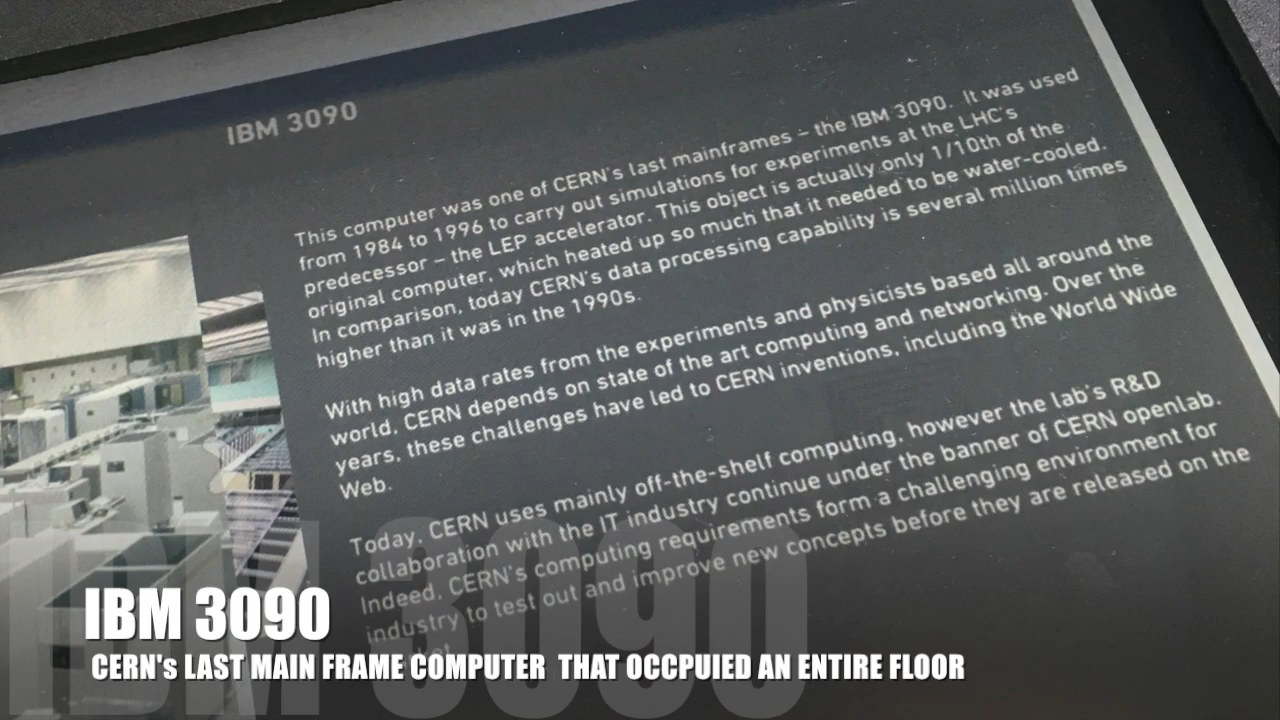 IBM 3090
This computer was one of CERN's last mainframes – the IBM 3090. It was used
from 1984 to 1996 to carry out simulations for experiments at the LHC's
predecessor – the LEP accelerator. This object is actually only 1/10th of the
original computer, which heated up so much that it needed to be water-cooled.
In comparison, today CERN's data processing capability is several million times
higher than it was in the 1990s.
With high data rates from the experiments and physicists based all around the
world, CERN depends on state of the art computing and networking. Over the
years, these challenges have led to CERN inventions, including the World Wide
Web.
Today, CERN uses mainly off-the-shelf computing, however the lab's R&D
collaboration with the IT industry continue under the banner of CERN openlab.
Indeed, CERN's computing requirements form a challenging environment for
industry to test out and improve new concepts before they are released on the
IBM 3090
IBM 3090
CERN's LAST MAIN FRAME COMPUTER THAT OCCPUIED AN ENTIRE FLOOR